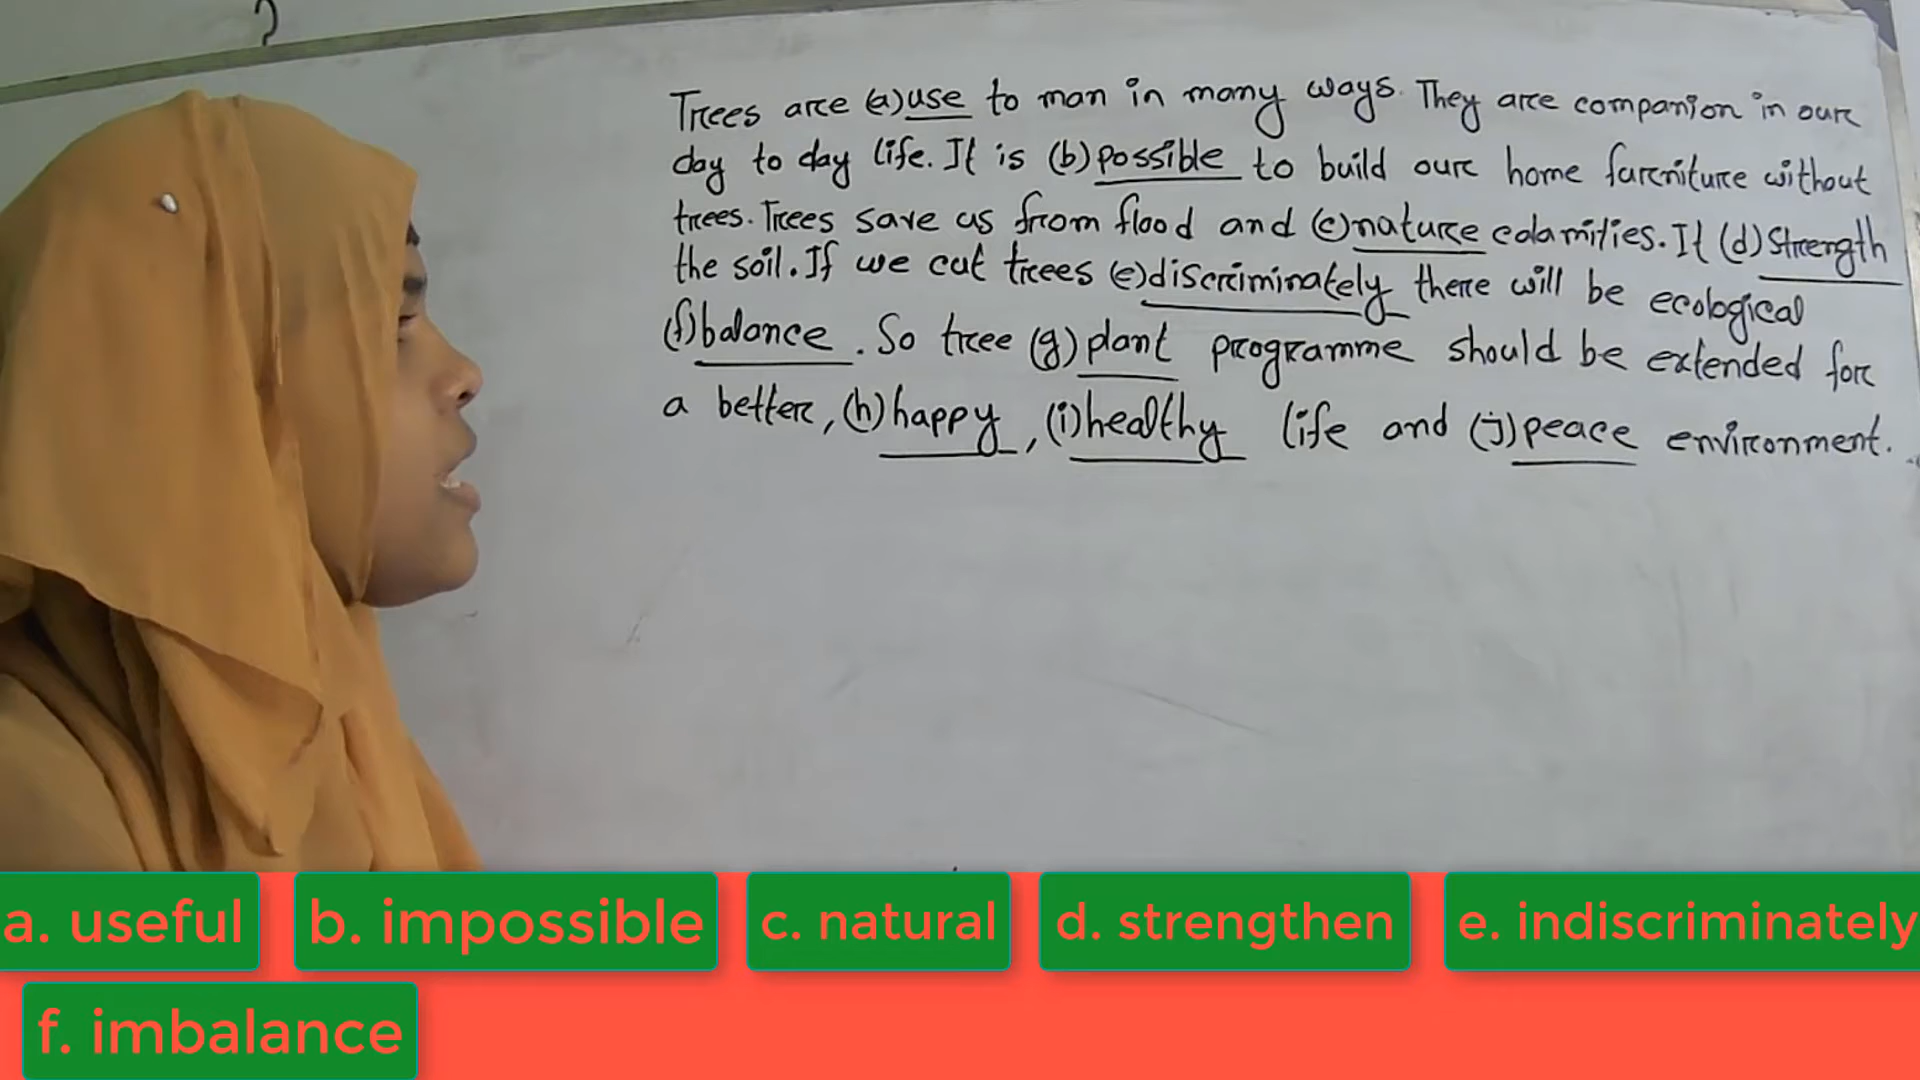 Trees are (a)use to man in many ways. They are companion in our
day to day life. It is (b)possible to build our home furniture without
trees. Trees save us from flood and (c)nature calamities. It (d)strength
the soil. If we cut trees (e)discriminately there will be ecological
(f)balance. So tree (g)plant programme should be extended for
a better, (h)happy, (i)healthy life and (j)peace environment.
a. useful b. impossible c. natural d. strengthen e. indiscriminately
f. imbalance